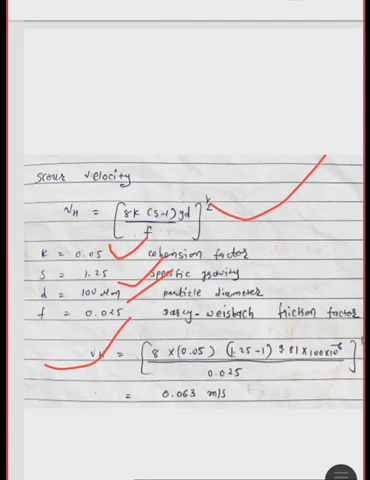 Scour velocity
VH = [8k (s-1) gd / f]^1/2
K = 0.05 cohension factor
S = 1.25 specific gravity
d = 100 μm particle diameter
f = 0.025 Darcy-weisbach friction factor
VH = [8 x (0.05) (1.25-1) 9.81 x 100x10^-6 / 0.025]
= 0.063 m/s